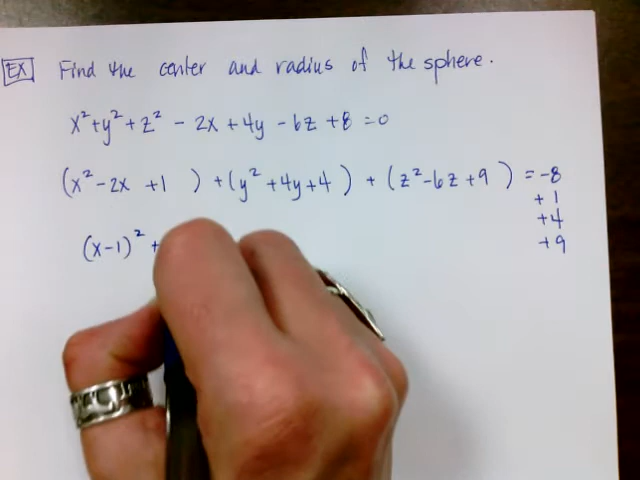 EX Find the center and radius of the sphere.
x² + y² + z² - 2x + 4y - 6z + 8 = 0
(x² - 2x + 1 ) + (y² + 4y + 4 ) + (z² - 6z + 9 ) = -8
+ 1
+ 4
+ 9
(x - 1)² +